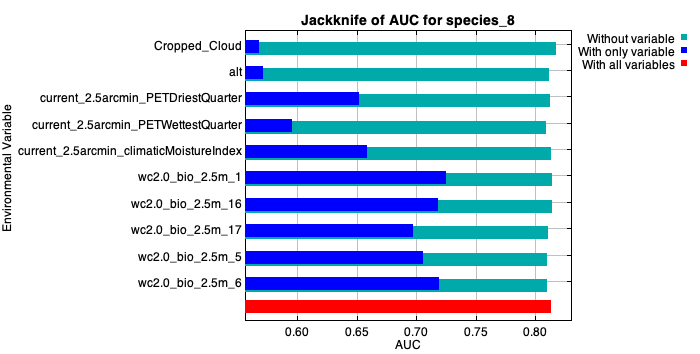 Jackknife of AUC for species_8
Without variable
With only variable
With all variables
Environmental Variable
Cropped_Cloud
alt
current_2.5arcmin_PETDriestQuarter
current_2.5arcmin_PETWettestQuarter
current_2.5arcmin_climaticMoistureIndex
wc2.0_bio_2.5m_1
wc2.0_bio_2.5m_16
wc2.0_bio_2.5m_17
wc2.0_bio_2.5m_5
wc2.0_bio_2.5m_6
0.60 0.65 0.70 0.75 0.80
AUC